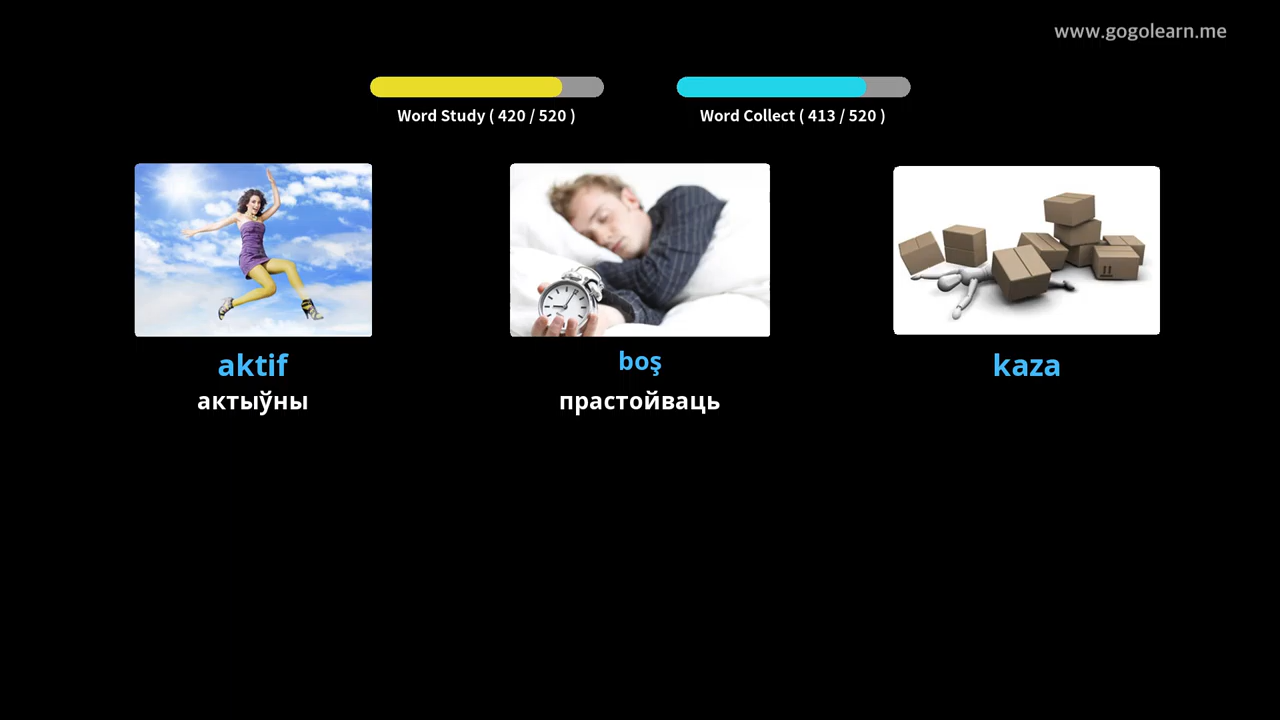 www.gogolearn.me
Word Study ( 420 / 520 )
Word Collect ( 413 / 520 )
aktif
актыўны
boş
прастойваць
kaza